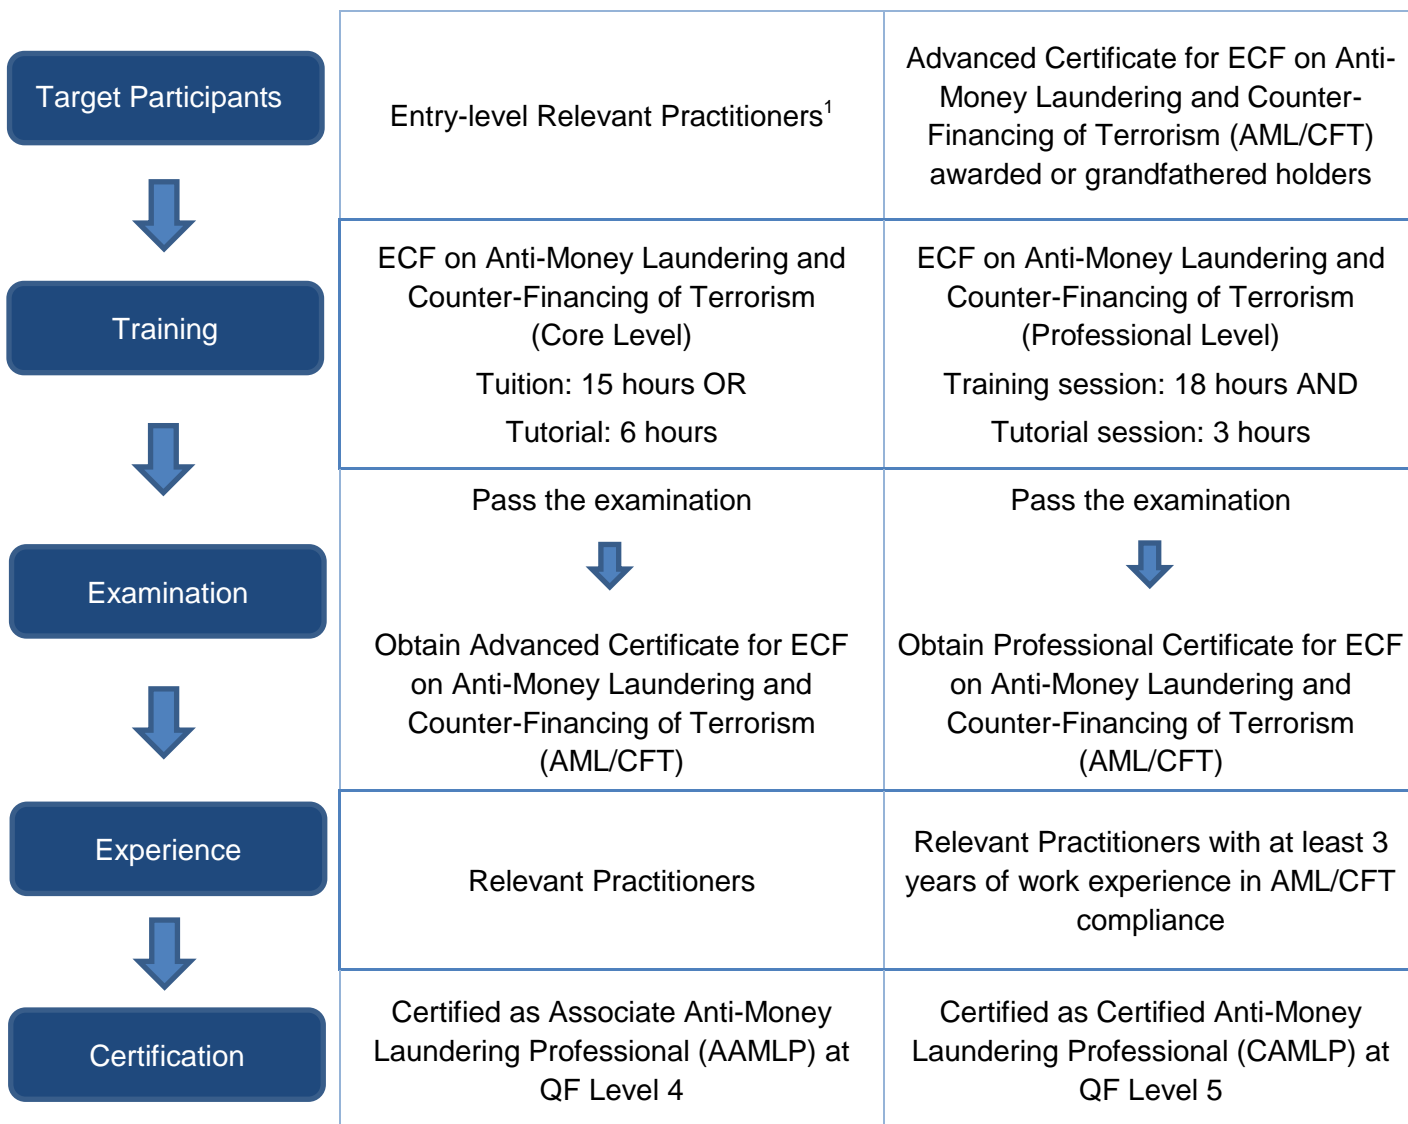 Target Participants
Entry-level Relevant Practitioners¹
Advanced Certificate for ECF on Anti-
Money Laundering and Counter-
Financing of Terrorism (AML/CFT)
awarded or grandfathered holders
Training
ECF on Anti-Money Laundering and
Counter-Financing of Terrorism
(Core Level)
Tuition: 15 hours OR
Tutorial: 6 hours
ECF on Anti-Money Laundering and
Counter-Financing of Terrorism
(Professional Level)
Training session: 18 hours AND
Tutorial session: 3 hours
Examination
Pass the examination
Obtain Advanced Certificate for ECF
on Anti-Money Laundering and
Counter-Financing of Terrorism
(AML/CFT)
Pass the examination
Obtain Professional Certificate for ECF
on Anti-Money Laundering and
Counter-Financing of Terrorism
(AML/CFT)
Experience
Relevant Practitioners
Relevant Practitioners with at least 3
years of work experience in AML/CFT
compliance
Certification
Certified as Associate Anti-Money
Laundering Professional (AAMLP) at
QF Level 4
Certified as Certified Anti-Money
Laundering Professional (CAMLP) at
QF Level 5